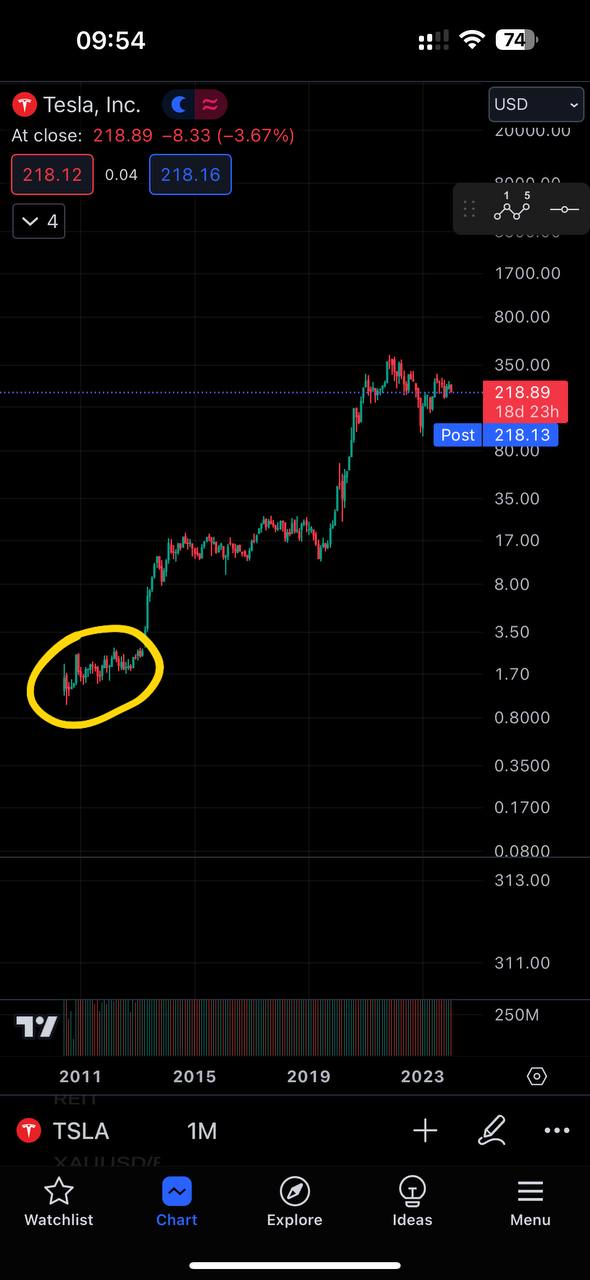 09:54
74
Tesla, Inc.
USD
At close: 218.89 −8.33 (−3.67%)
20000.00
218.12 0.04 218.16
8000.00
1 5
4
1700.00
800.00
350.00
218.89
18d 23h
Post 218.13
80.00
35.00
17.00
8.00
3.50
1.70
0.8000
0.3500
0.1700
0.0800
313.00
311.00
250M
2011 2015 2019 2023
REIT
TSLA 1M
Watchlist Chart Explore Ideas Menu